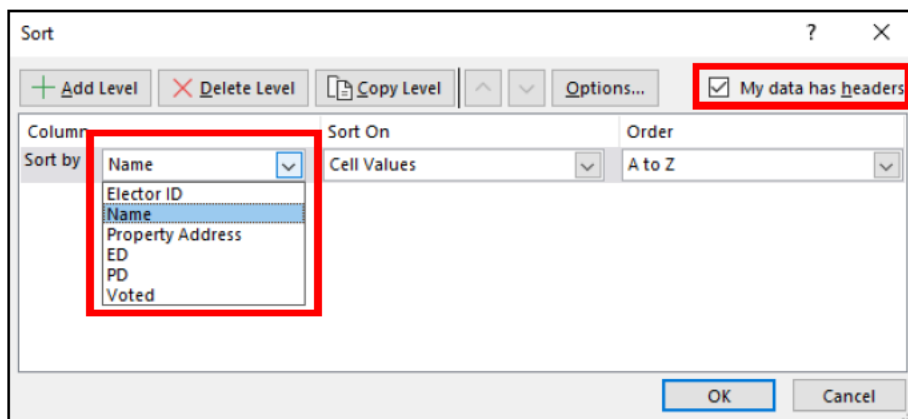 Sort ?
Add Level Delete Level Copy Level Options... My data has headers
Column Sort On Order
Sort by Name Cell Values A to Z
Elector ID
Name
Property Address
ED
PD
Voted
OK Cancel